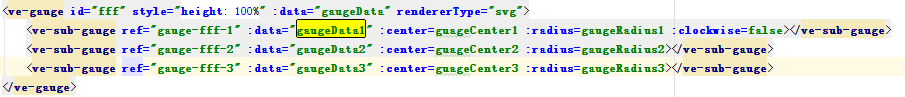 <ve-gauge id="fff" style="height: 100%" :data="gaugeData" rendererType="svg">
<ve-sub-gauge ref="gauge-fff-1" :data="gaugeData1" :center=guageCenter1 :radius=gaugeRadius1 :clockwise=false></ve-sub-gauge>
<ve-sub-gauge ref="gauge-fff-2" :data="gaugeData2" :center=guageCenter2 :radius=gaugeRadius2></ve-sub-gauge>
<ve-sub-gauge ref="gauge-fff-3" :data="gaugeData3" :center=guageCenter3 :radius=gaugeRadius3></ve-sub-gauge>
</ve-gauge>